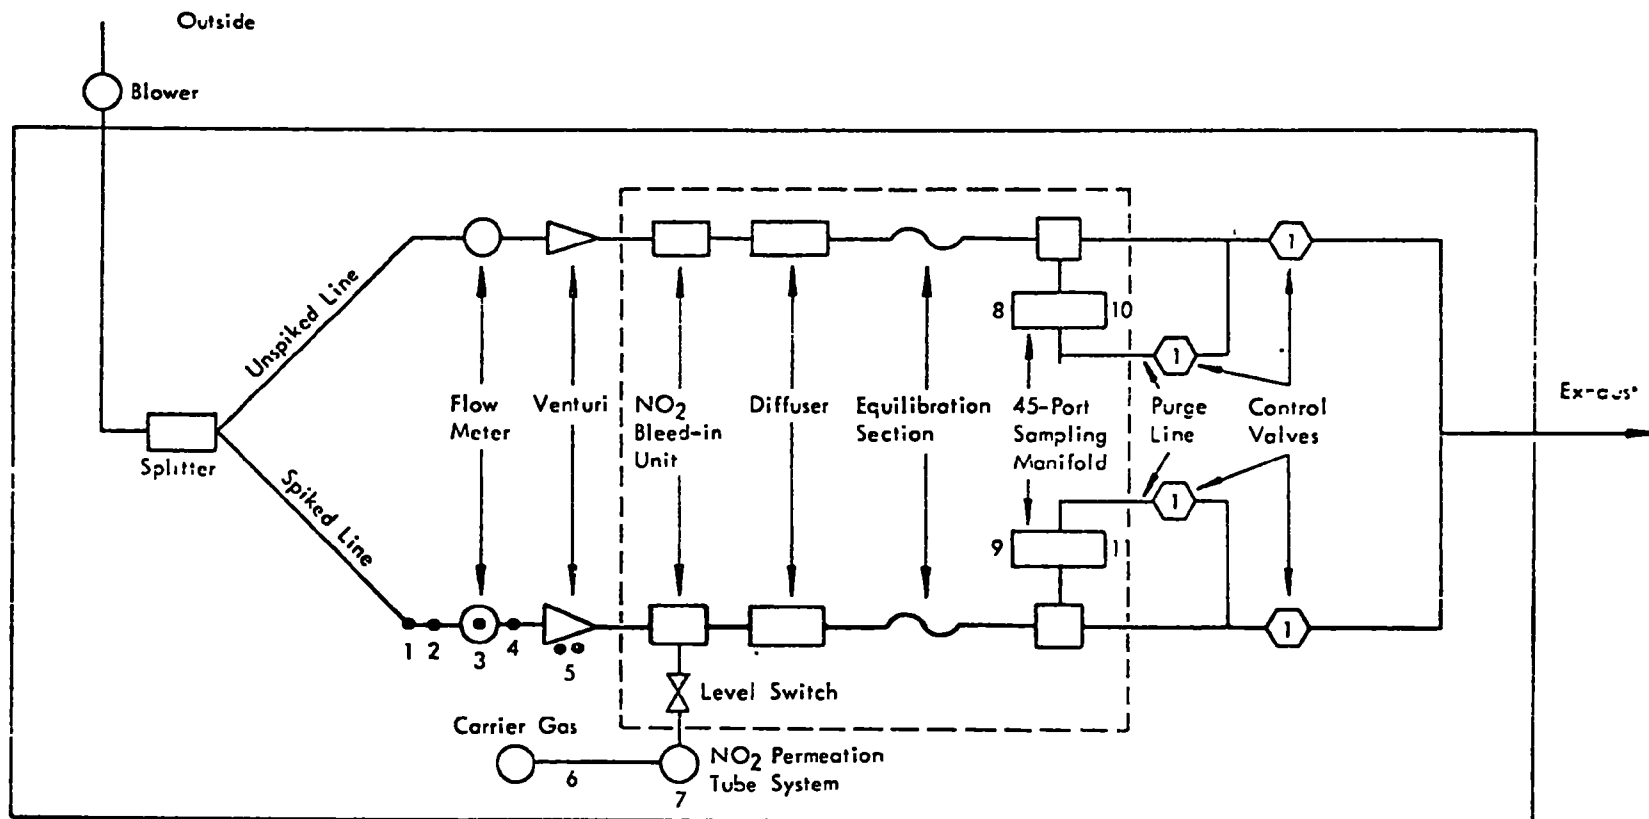 Outside
Blower
Unspiked Line
Splitter
Spiked Line
Flow
Meter
Venturi
NO2
Bleed-in
Unit
Diffuser
Equilibration
Section
45-Port
Sampling
Manifold
Purge
Line
Control
Valves
1
1
1
1
8
10
9
11
1
2
3
4
5
Level Switch
Carrier Gas
6
7
NO2 Permeation
Tube System